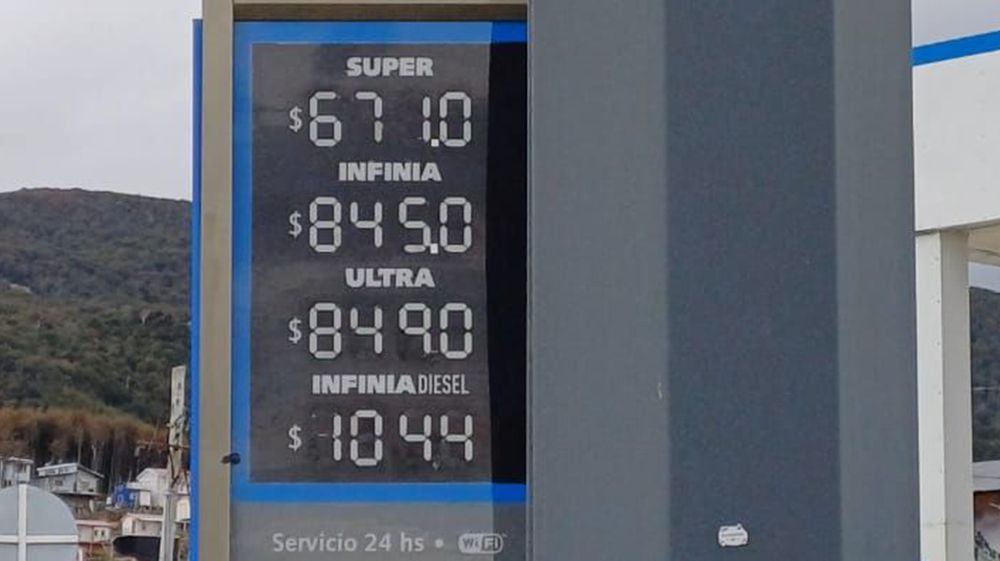 SUPER
$671.0
INFINIA
$845.0
ULTRA
$849.0
INFINIA DIESEL
$1044
Servicio 24 hs • WiFi